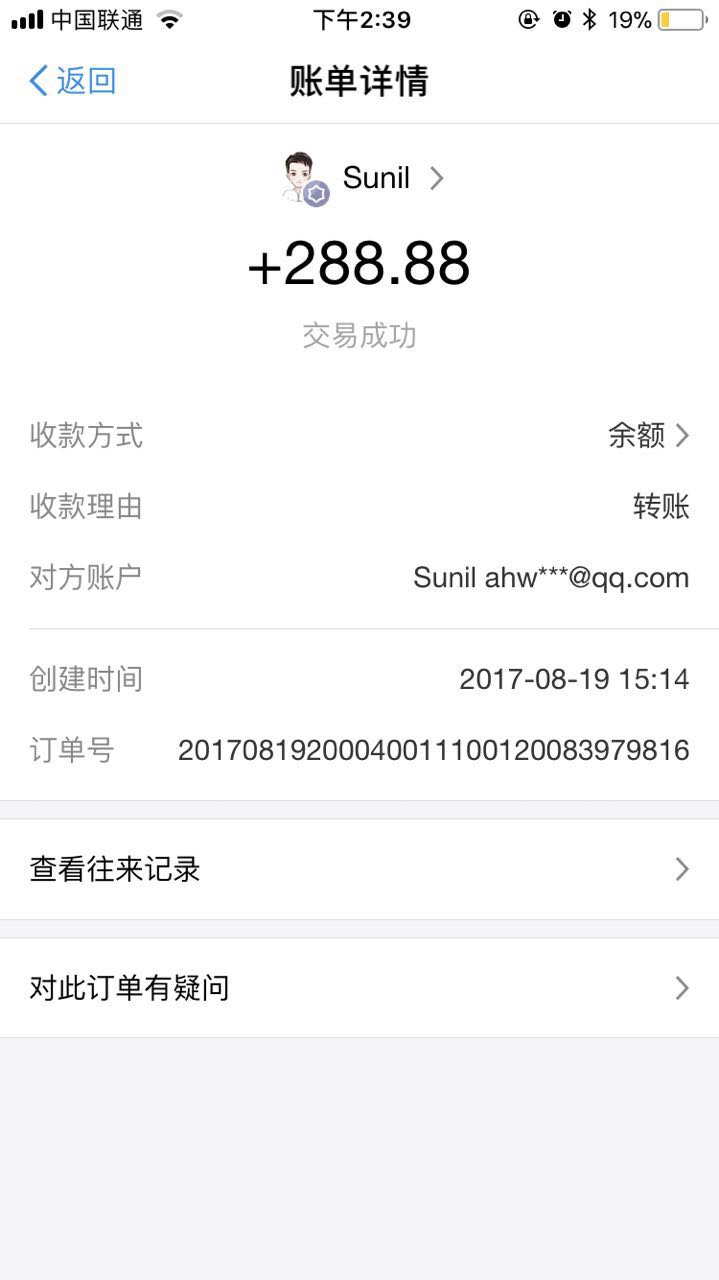 中国联通 下午2:39 19%
返回 账单详情
Sunil
+288.88
交易成功
收款方式 余额
收款理由 转账
对方账户 Sunil ahw***@qq.com
创建时间 2017-08-19 15:14
订单号 20170819200040011100120083979816
查看往来记录
对此订单有疑问